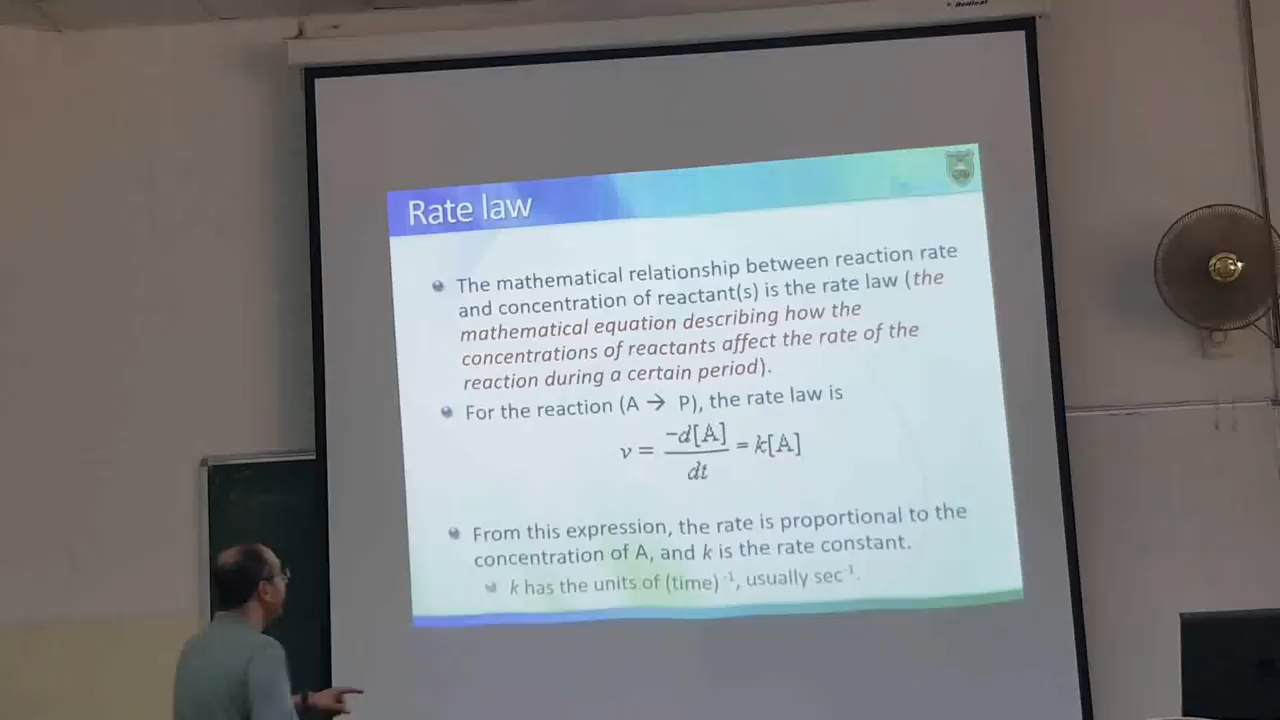 Redleaf
Rate law
The mathematical relationship between reaction rate
and concentration of reactant(s) is the rate law (the
mathematical equation describing how the
concentrations of reactants affect the rate of the
reaction during a certain period).
For the reaction (A → P), the rate law is
v = -d[A]/dt = k[A]
From this expression, the rate is proportional to the
concentration of A, and k is the rate constant.
k has the units of (time)⁻¹, usually sec⁻¹.